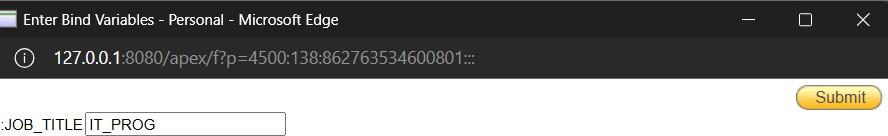 Enter Bind Variables - Personal - Microsoft Edge
127.0.0.1:8080/apex/f?p=4500:138:862763534600801:::
Submit
:JOB_TITLE IT_PROG